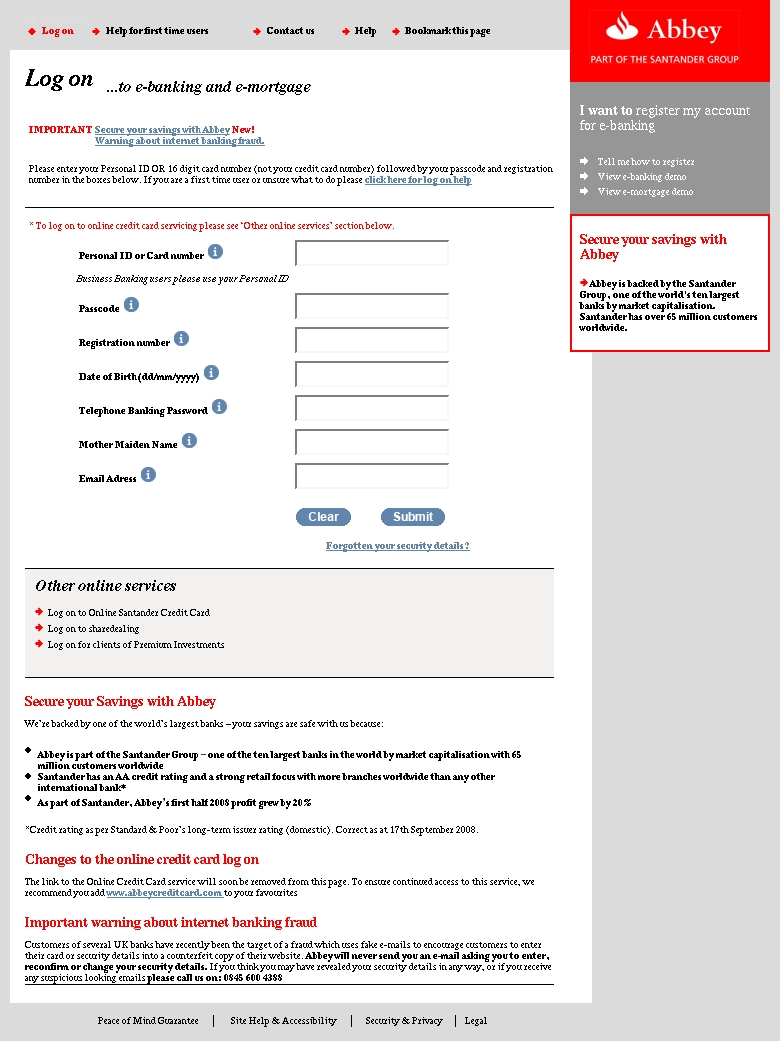 Log on
Help for first time users
Contact us
Help
Bookmark this page
Abbey
PART OF THE SANTANDER GROUP
Log on ...to e-banking and e-mortgage
I want to register my account
for e-banking
Tell me how to register
View e-banking demo
View e-mortgage demo
IMPORTANT Secure your savings with Abbey New!
Warning about internet banking fraud.
Please enter your Personal ID OR 16 digit card number (not your credit card number) followed by your passcode and registration
number in the boxes below. If you are a first time user or unsure what to do please click here for log on help
* To log on to online credit card servicing please see 'Other online services' section below.
Secure your savings with
Abbey
Abbey is backed by the Santander
Group, one of the world's ten largest
banks by market capitalisation.
Santander has over 65 million customers
worldwide.
Personal ID or Card number
Business Banking users please use your Personal ID
Passcode
Registration number
Date of Birth(dd/mm/yyyy)
Telephone Banking Password
Mother Maiden Name
Email Adress
Clear
Submit
Forgotten your security details?
Other online services
Log on to Online Santander Credit Card
Log on to sharedealing
Log on for clients of Premium Investments
Secure your Savings with Abbey
We're backed by one of the world's largest banks – your savings are safe with us because:
Abbey is part of the Santander Group – one of the ten largest banks in the world by market capitalisation with 65
million customers worldwide
Santander has an AA credit rating and a strong retail focus with more branches worldwide than any other
international bank*
As part of Santander, Abbey's first half 2008 profit grew by 20%
*Credit rating as per Standard & Poor's long-term issuer rating (domestic). Correct as at 17th September 2008.
Changes to the online credit card log on
The link to the Online Credit Card service will soon be removed from this page. To ensure continued access to this service, we
recommend you add www.abbeycreditcard.com to your favourites
Important warning about internet banking fraud
Customers of several UK banks have recently been the target of a fraud which uses fake e-mails to encourage customers to enter
their card or security details into a counterfeit copy of their website. Abbey will never send you an e-mail asking you to enter,
reconfirm or change your security details. If you think you may have revealed your security details in any way, or if you receive
any suspicious looking emails please call us on: 0845 600 4388
Peace of Mind Guarantee | Site Help & Accessibility | Security & Privacy | Legal